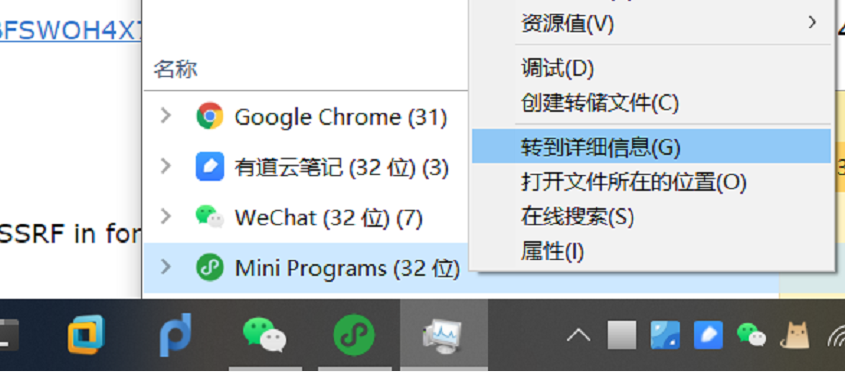 资源值(V)
FSWOH4X
名称
调试(D)
创建转储文件(C)
Google Chrome (31)
转到详细信息(G)
有道云笔记 (32 位) (3)
打开文件所在的位置(O)
WeChat (32 位) (7)
在线搜索(S)
SSRF in for
属性(I)
Mini Programs (32 位)